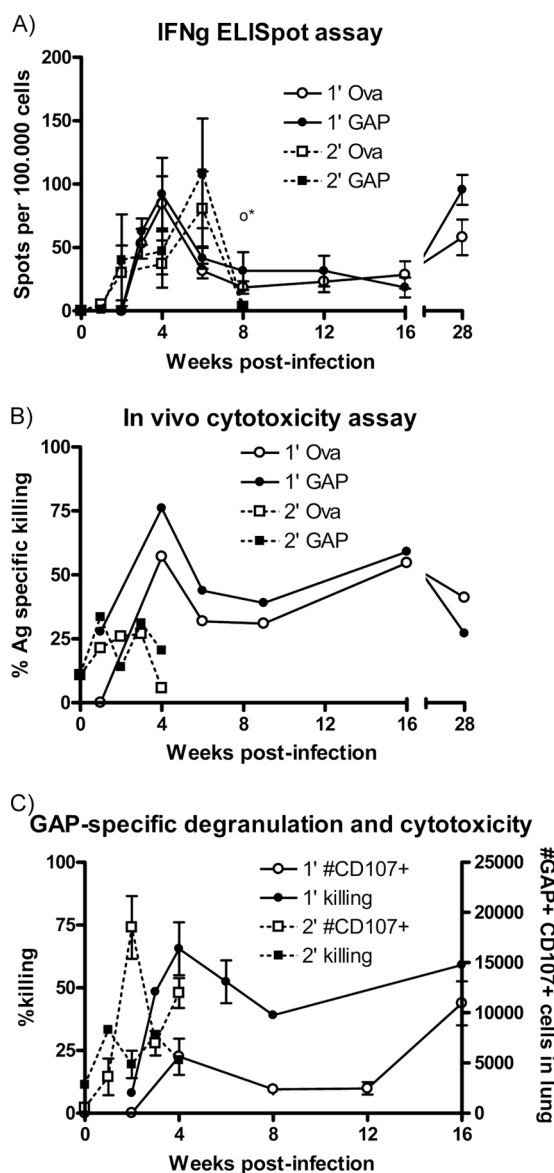 A)
IFNg ELISpot assay
Spots per 100.000 cells
200
150
100
50
0
1' Ova
1' GAP
2' Ova
2' GAP
o*
0 4 8 12 16 28
Weeks post-infection
B)
In vivo cytotoxicity assay
% Ag specific killing
100
75
50
25
0
1' Ova
1' GAP
2' Ova
2' GAP
0 4 8 12 16 28
Weeks post-infection
C)
GAP-specific degranulation and cytotoxicity
%killing
100
75
50
25
0
1' #CD107+
1' killing
2' #CD107+
2' killing
25000
20000
15000
10000
5000
0
#GAP+ CD107+
cells in lung
0 4 8 12 16
Weeks post-infection